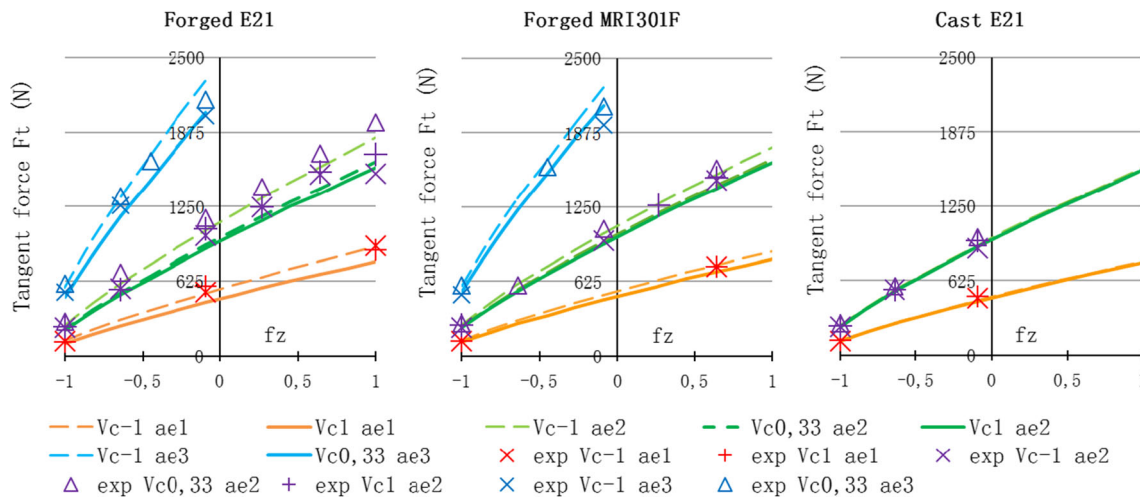 Forged E21
Forged MRI301F
Cast E21
Tangent force Ft (N)
2500
1875
1250
625
0
fz
-1
-0,5
0
0,5
1
Tangent force Ft (N)
2500
1875
1250
625
0
fz
-1
-0,5
0
0,5
1
Tangent force Ft (N)
2500
1875
1250
625
0
fz
-1
-0,5
0
0,5
1
Vc-1 ae1
Vc1 ae1
Vc-1 ae2
Vc0,33 ae2
Vc1 ae2
Vc-1 ae3
Vc0,33 ae3
exp Vc-1 ae1
exp Vc1 ae1
exp Vc-1 ae2
exp Vc0,33 ae2
exp Vc1 ae2
exp Vc-1 ae3
exp Vc0,33 ae3